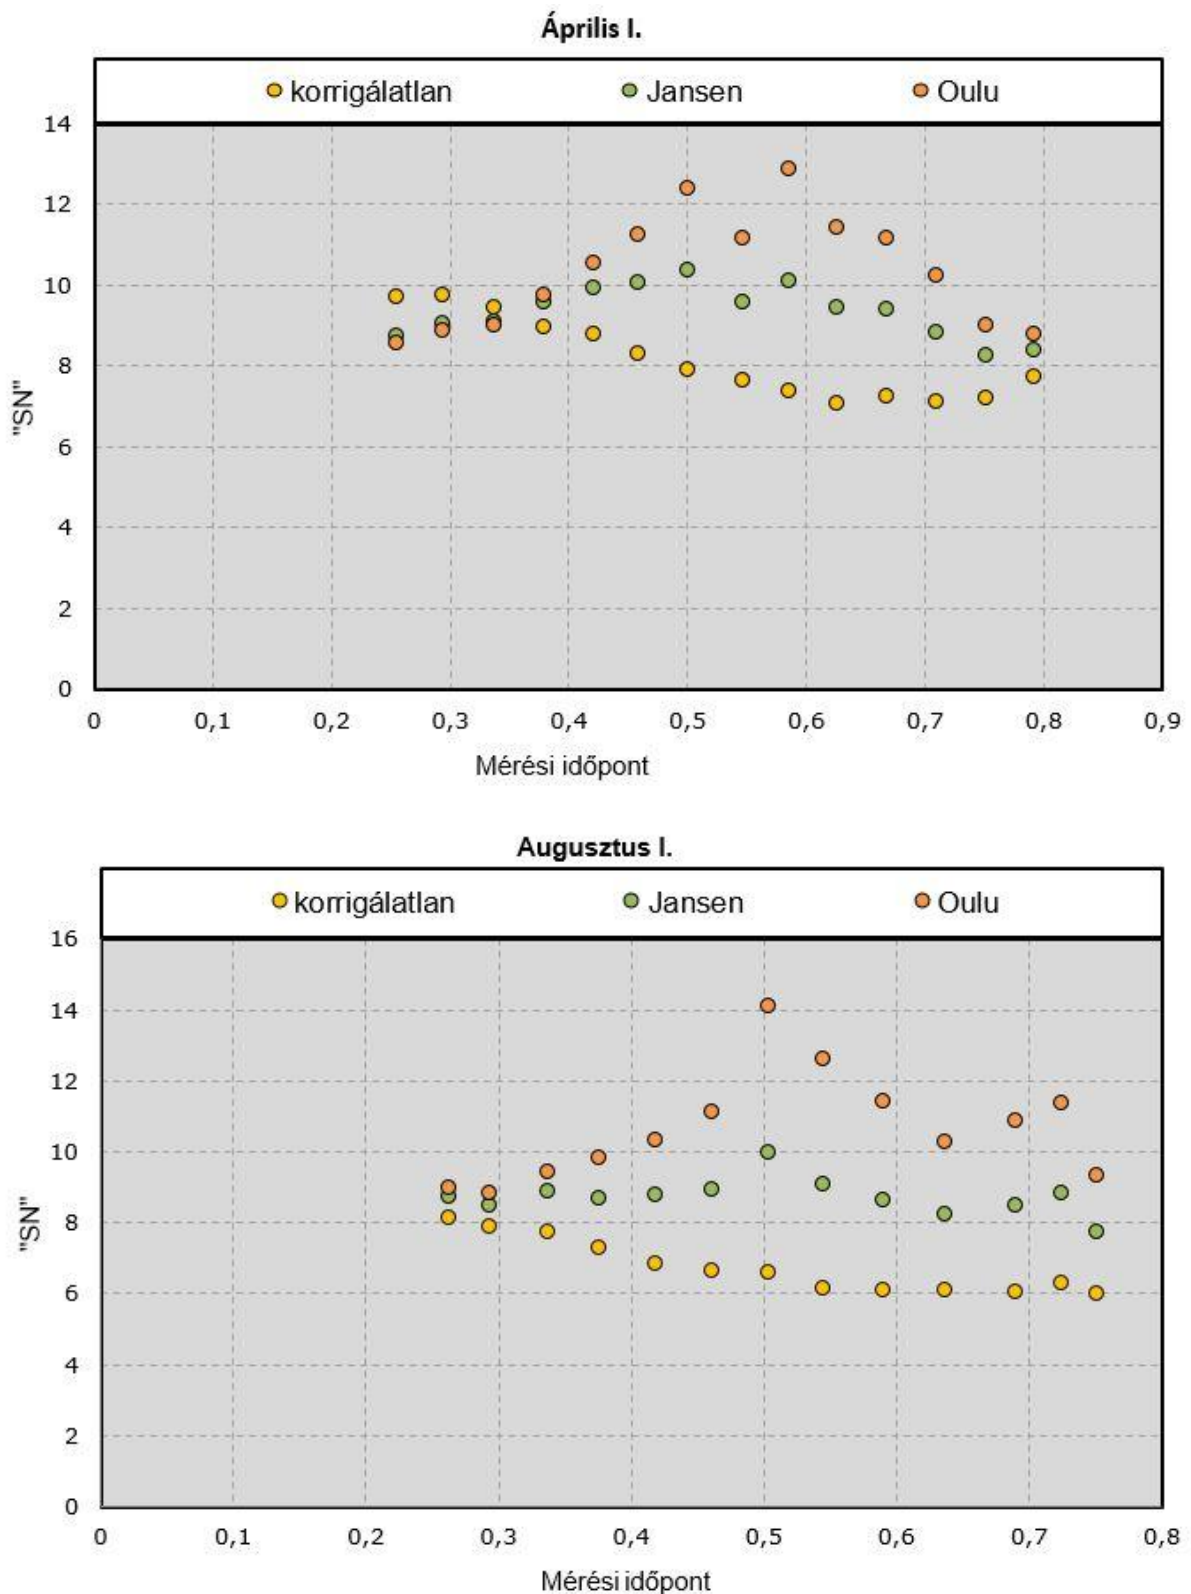 Április I.
korrigálatlan Jansen Oulu
14
12
10
8
6
4
2
0
"SN"
0 0,1 0,2 0,3 0,4 0,5 0,6 0,7 0,8 0,9
Mérési időpont
Augusztus I.
korrigálatlan Jansen Oulu
16
14
12
10
8
6
4
2
0
"SN"
0 0,1 0,2 0,3 0,4 0,5 0,6 0,7 0,8
Mérési időpont